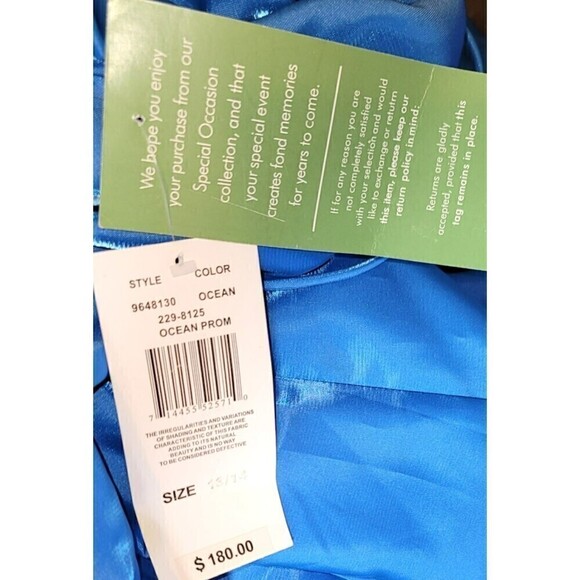 We hope you enjoy
your purchase from our
Special Occasion
collection, and that
your special event
creates fond memories
for years to come.
If for any reason you are
not completely satisfied
with your selection and would
like to exchange or return
this item, please keep our
return policy in mind:
Returns are gladly
accepted, provided that this
tag remains in place.
STYLE COLOR
9648130 OCEAN
229-8125
OCEAN PROM
7 14455 52571 0
THE IRREGULARITIES AND VARIATIONS
OF SHADING AND TEXTURE ARE
CHARACTERISTIC OF THIS FABRIC
ADDING TO ITS NATURAL
BEAUTY AND IS NO WAY
TO BE CONSIDERED DEFECTIVE
SIZE
$ 180.00